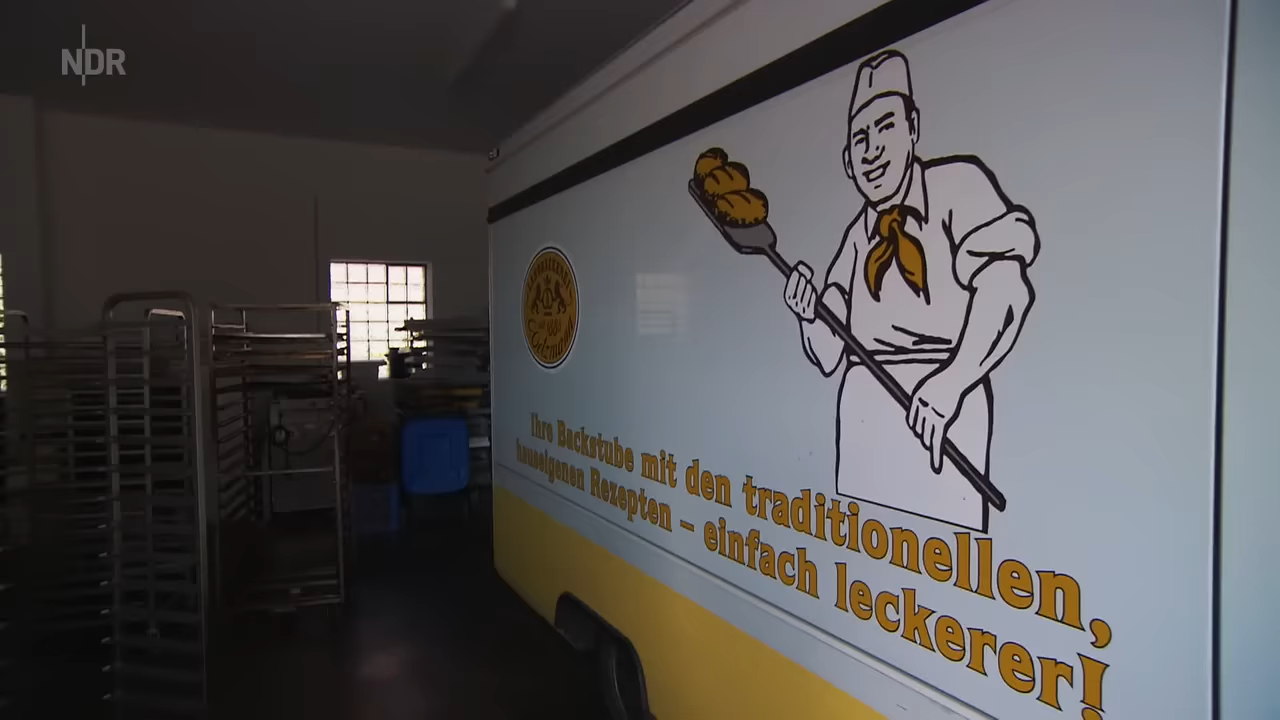 NDR
Ihre Backstube mit den traditionellen,
hauseigenen Rezepten – einfach leckerer!